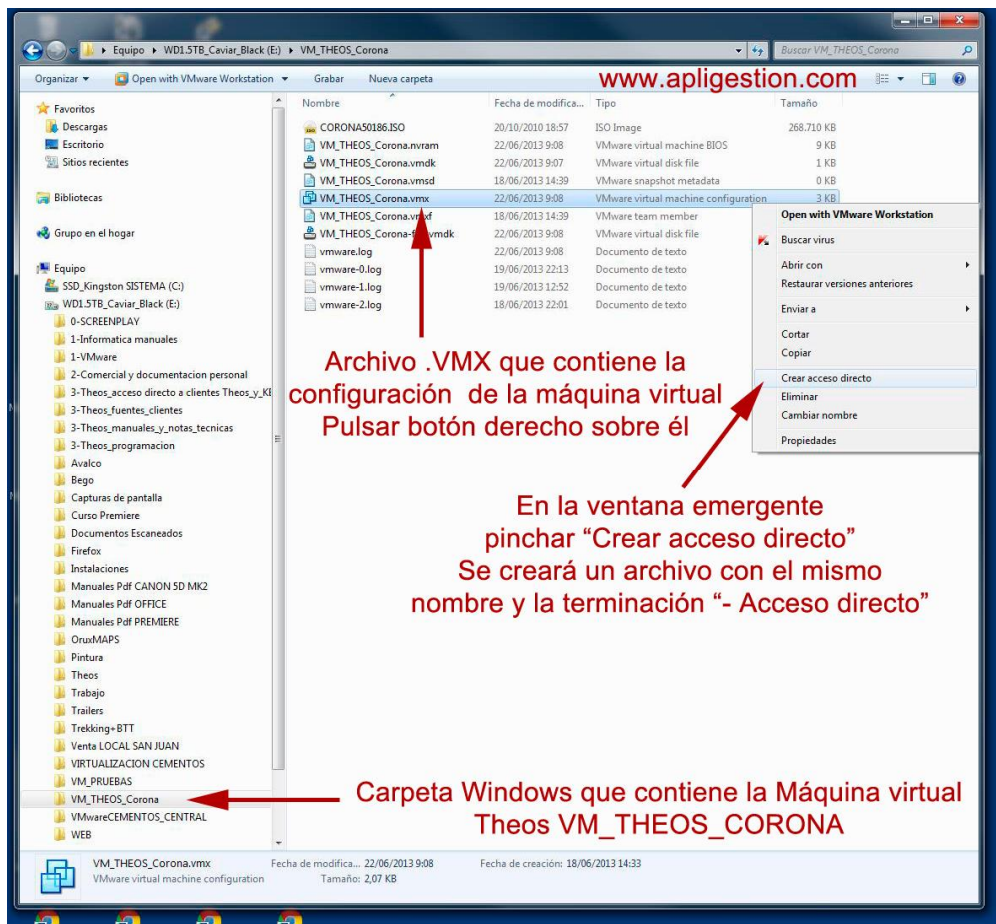 Equipo ▸ WD1.5TB_Caviar_Black (E:) ▸ VM_THEOS_Corona
Buscar VM_THEOS_Corona
Organizar
Open with VMware Workstation
Grabar
Nueva carpeta
www.apligestion.com
Favoritos
Descargas
Escritorio
Sitios recientes
Bibliotecas
Grupo en el hogar
Equipo
SSD_Kingston SISTEMA (C:)
WD1.5TB_Caviar_Black (E:)
0-SCREENPLAY
1-Informatica manuales
1-VMware
2-Comercial y documentacion personal
3-Theos_acceso directo a clientes Theos_y_KE
3-Theos_fuentes_clientes
3-Theos_manuales_y_notas_tecnicas
3-Theos_programacion
Avalco
Bego
Capturas de pantalla
Curso Premiere
Documentos Escaneados
Firefox
Instalaciones
Manuales Pdf CANON 5D MK2
Manuales Pdf OFFICE
Manuales Pdf PREMIERE
OruxMAPS
Pintura
Theos
Trabajo
Trailers
Trekking+BTT
Venta LOCAL SAN JUAN
VIRTUALIZACION CEMENTOS
VM_PRUEBAS
VM_THEOS_Corona
VMwareCEMENTOS_CENTRAL
WEB
Nombre Fecha de modifica... Tipo Tamaño
CORONA50186.ISO 20/10/2010 18:57 ISO Image 268.710 KB
VM_THEOS_Corona.nvram 22/06/2013 9:08 VMware virtual machine BIOS 9 KB
VM_THEOS_Corona.vmdk 22/06/2013 9:07 VMware virtual disk file 1 KB
VM_THEOS_Corona.vmsd 18/06/2013 14:39 VMware snapshot metadata 0 KB
VM_THEOS_Corona.vmx 22/06/2013 9:08 VMware virtual machine configuration 3 KB
18/06/2013 14:39 VMware team member
22/06/2013 9:08 VMware virtual disk file
vmware.log 22/06/2013 9:08 Documento de texto
vmware-0.log 19/06/2013 22:13 Documento de texto
vmware-1.log 19/06/2013 12:52 Documento de texto
vmware-2.log 18/06/2013 22:01 Documento de texto
Open with VMware Workstation
Buscar virus
Abrir con
Restaurar versiones anteriores
Enviar a
Cortar
Copiar
Crear acceso directo
Eliminar
Cambiar nombre
Propiedades
Archivo .VMX que contiene la
configuración de la máquina virtual
Pulsar botón derecho sobre él
En la ventana emergente
pinchar “Crear acceso directo”
Se creará un archivo con el mismo
nombre y la terminación “- Acceso directo”
Carpeta Windows que contiene la Máquina virtual
Theos VM_THEOS_CORONA
VM_THEOS_Corona.vmx Fecha de modifica... 22/06/2013 9:08 Fecha de creación: 18/06/2013 14:33
VMware virtual machine configuration Tamaño: 2,07 KB